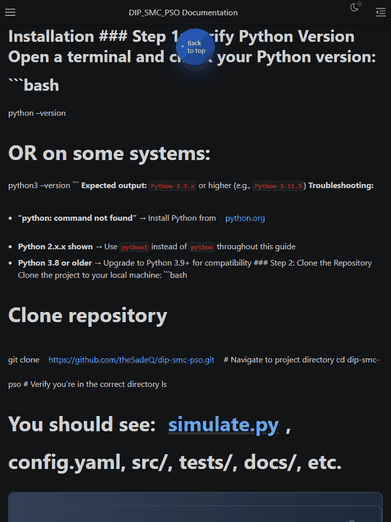 DIP_SMC_PSO Documentation
Back
to top
Installation ### Step 1: Verify Python Version
Open a terminal and check your Python version:
```bash
python –version
OR on some systems:
python3 –version ``` Expected output: Python 3.9.x or higher (e.g., Python 3.11.5) Troubleshooting:
“python: command not found” → Install Python from python.org
Python 2.x.x shown → Use python3 instead of python throughout this guide
Python 3.8 or older → Upgrade to Python 3.9+ for compatibility ### Step 2: Clone the Repository
Clone the project to your local machine: ```bash
Clone repository
git clone https://github.com/theSadeQ/dip-smc-pso.git # Navigate to project directory cd dip-smc-
pso # Verify you’re in the correct directory ls
You should see: simulate.py ,
config.yaml, src/, tests/, docs/, etc.